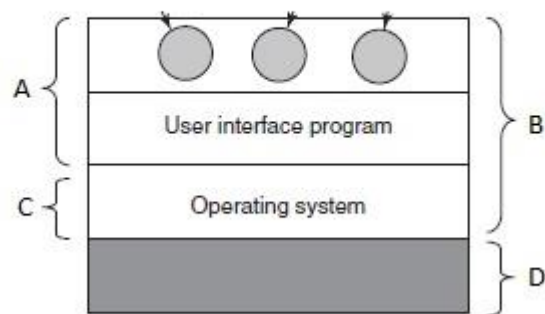 A
User interface program
B
C
Operating system
D